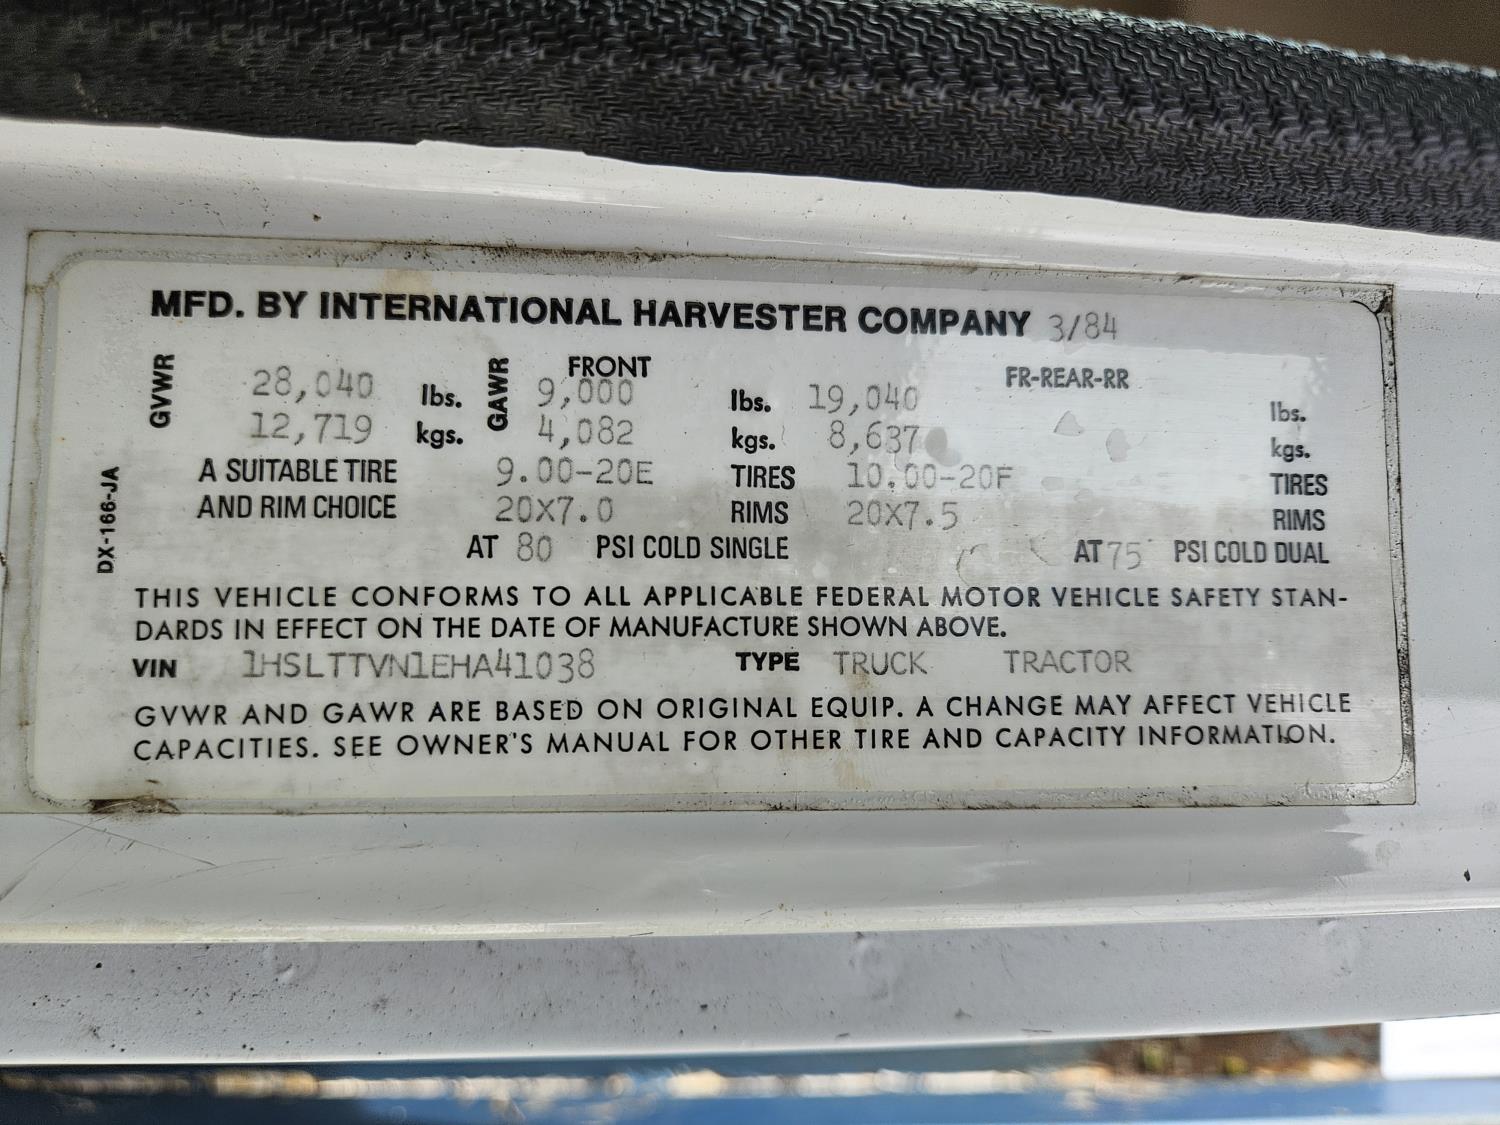 MFD. BY INTERNATIONAL HARVESTER COMPANY 3/84
GVWR 28,040 lbs. GAWR FRONT 9,000 lbs. 19,040 FR-REAR-RR lbs.
12,719 kgs. 4,082 kgs. 8,637 kgs.
A SUITABLE TIRE 9.00-20E TIRES 10.00-20F TIRES
AND RIM CHOICE 20X7.0 RIMS 20X7.5 RIMS
AT 80 PSI COLD SINGLE AT 75 PSI COLD DUAL
DX-166-JA
THIS VEHICLE CONFORMS TO ALL APPLICABLE FEDERAL MOTOR VEHICLE SAFETY STAN-
DARDS IN EFFECT ON THE DATE OF MANUFACTURE SHOWN ABOVE.
VIN 1HSLTTVN1EHA41038 TYPE TRUCK TRACTOR
GVWR AND GAWR ARE BASED ON ORIGINAL EQUIP. A CHANGE MAY AFFECT VEHICLE
CAPACITIES. SEE OWNER'S MANUAL FOR OTHER TIRE AND CAPACITY INFORMATION.